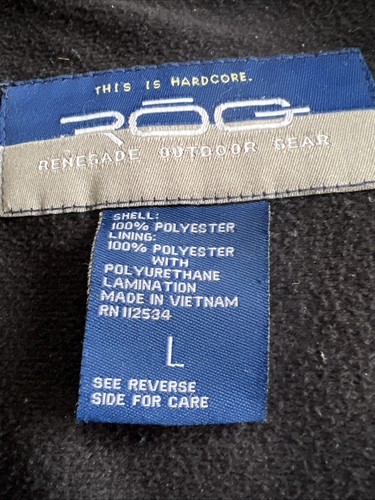 THIS IS HARDCORE.
RŌG
RENEGADE OUTDOOR GEAR
SHELL:
100% POLYESTER
LINING:
100% POLYESTER
WITH
POLYURETHANE
LAMINATION
MADE IN VIETNAM
RN 112534
L
SEE REVERSE
SIDE FOR CARE